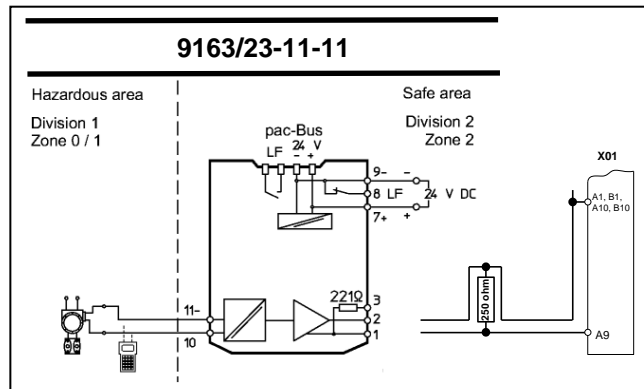 9163/23-11-11
Hazardous area
Safe area
Division 1
Zone 0 / 1
Division 2
Zone 2
pac-Bus
LF 24 V
- +
9- -
8 LF 24 V DC
7+ +
X01
A1, B1,
A10, B10
221Ω
3
11-
2
10
1
250 ohm
A9